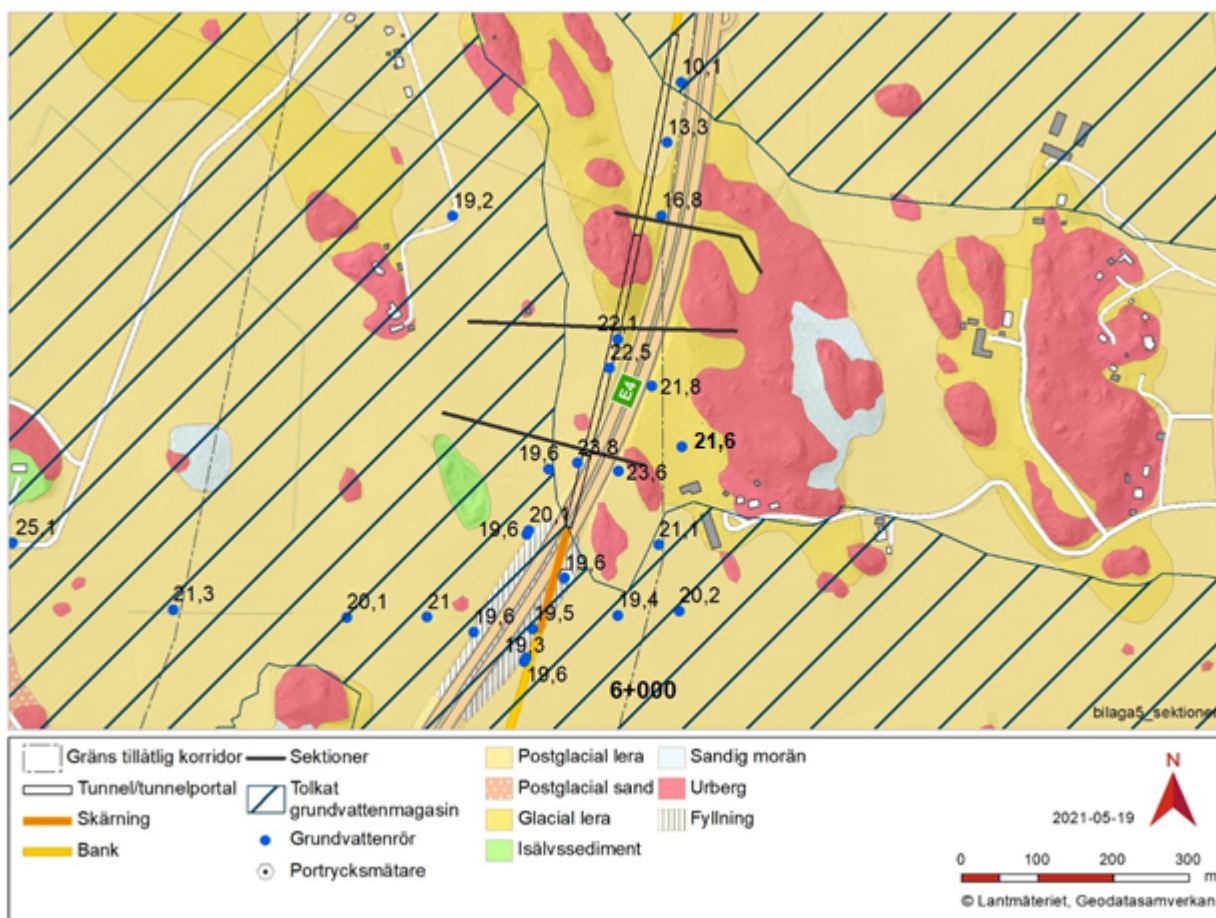 10,1
13,3
19,2
16,8
22,1
22,5
E4
21,8
21,6
23,8
19,6
23,6
20,1
19,6
25,1
21,1
19,6
21,3
20,1
21
19,5
19,4
20,2
19,6
19,3
19,6
6+000
bilaga5_sektioner
Gräns tillåtlig korridor
Tunnel/tunnelportal
Skärning
Bank
Sektioner
Tolkat
grundvattenmagasin
Grundvattenrör
Portrycksmätare
Postglacial lera
Postglacial sand
Glacial lera
Isälvssediment
Sandig morän
Urberg
Fyllning
N
2021-05-19
0 100 200 300
m
© Lantmäteriet, Geodatasamverkan